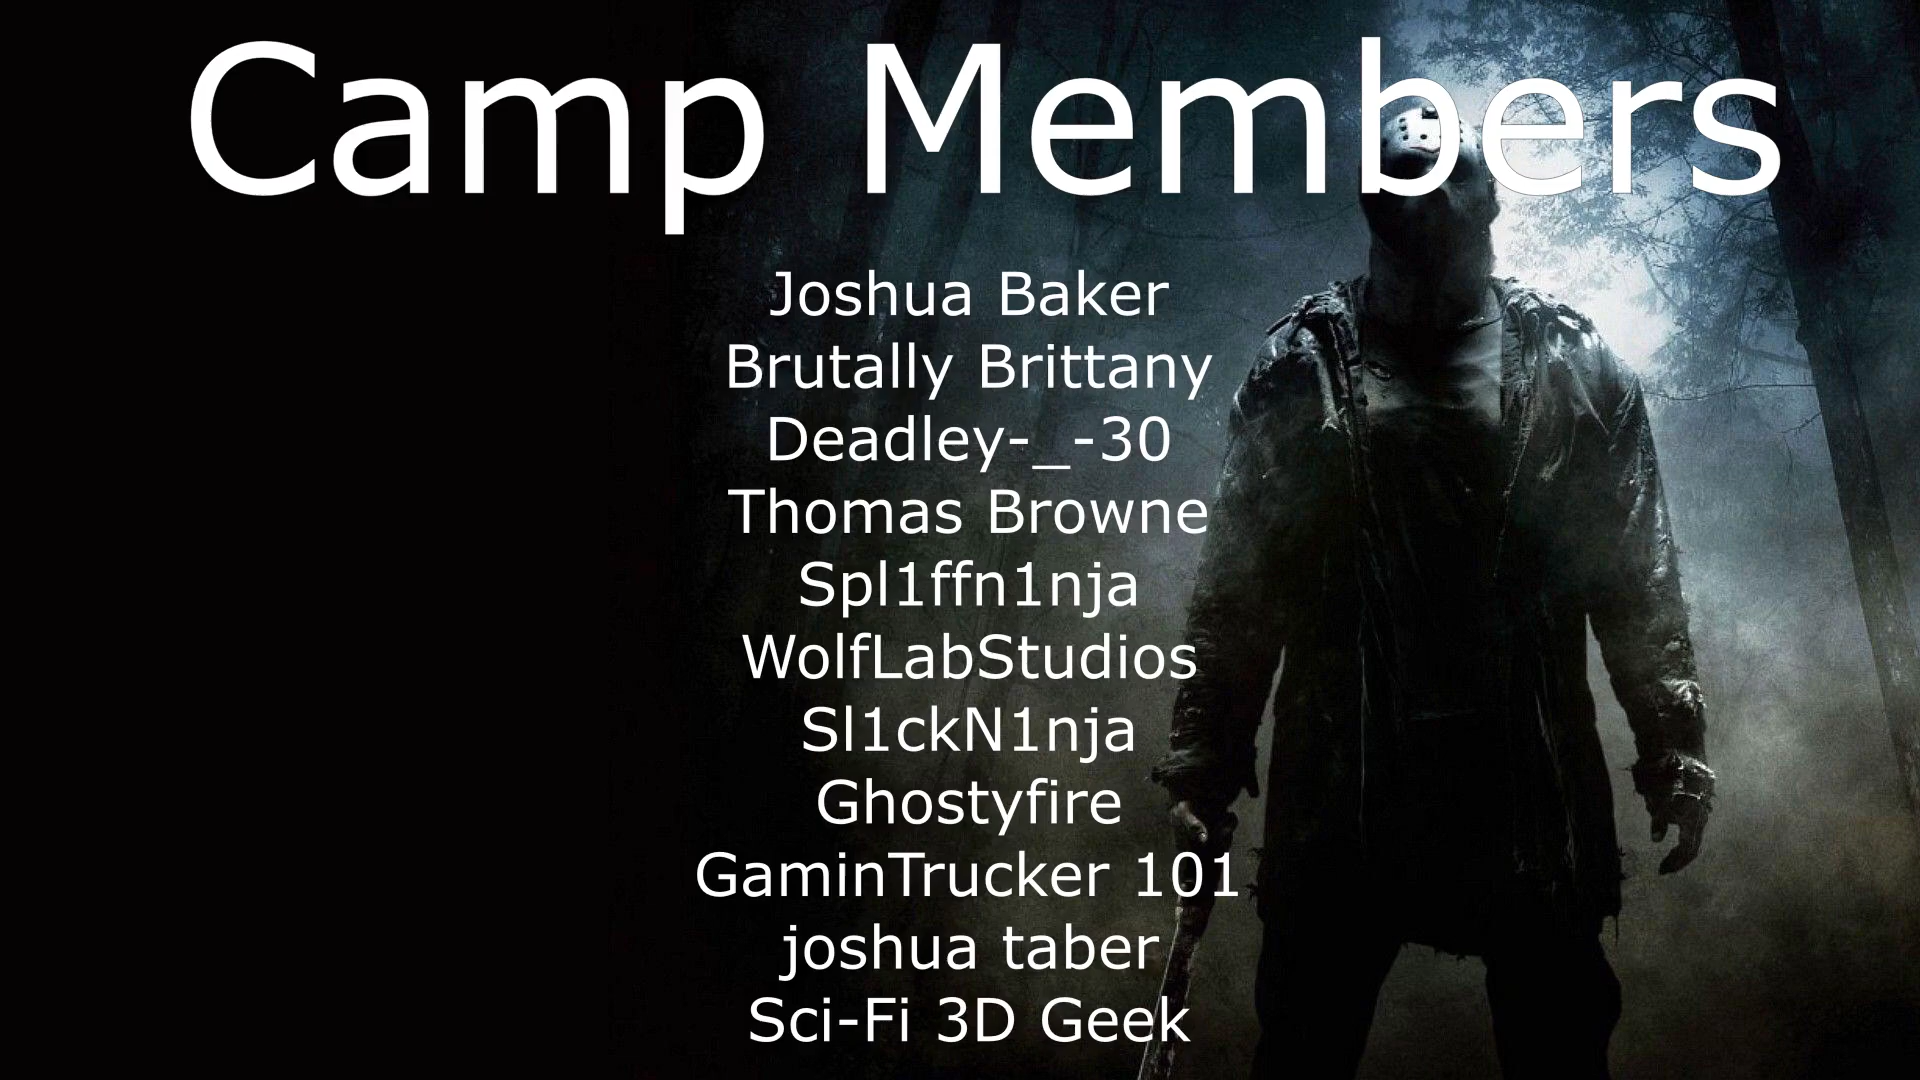 Camp Members
Joshua Baker
Brutally Brittany
Deadley-_-30
Thomas Browne
Spl1ffn1nja
WolfLabStudios
Sl1ckN1nja
Ghostyfire
GaminTrucker 101
joshua taber
Sci-Fi 3D Geek